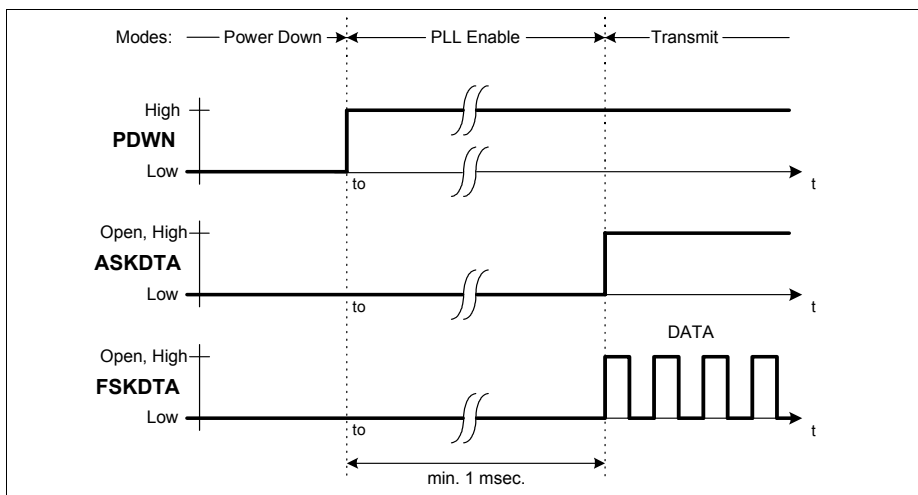 Modes: Power Down PLL Enable Transmit
High
PDWN
Low
to
t
Open, High
ASKDTA
Low
to
t
DATA
Open, High
FSKDTA
Low
to
t
min. 1 msec.